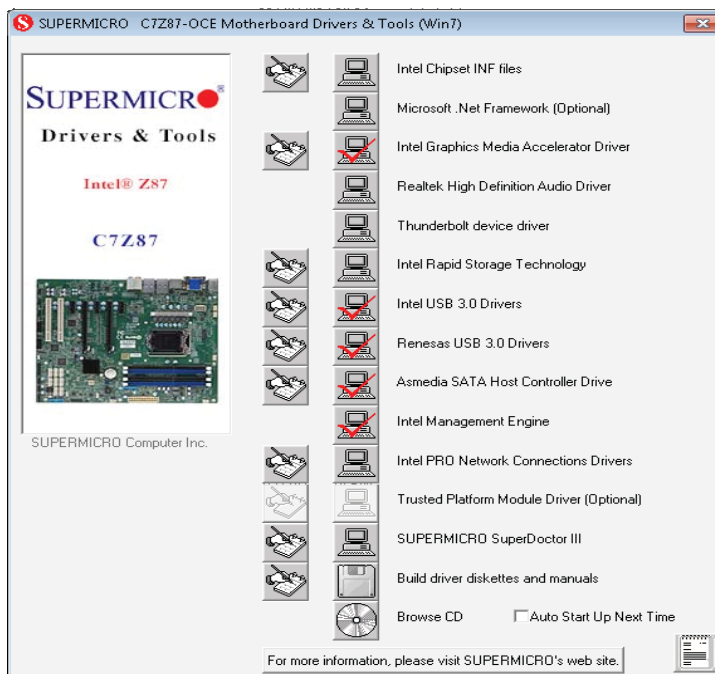 SUPERMICRO   C7Z87-OCE Motherboard Drivers & Tools (Win7)
SUPERMICRO®
Drivers & Tools
Intel® Z87
C7Z87
SUPERMICRO Computer Inc.
Intel Chipset INF files
Microsoft .Net Framework (Optional)
Intel Graphics Media Accelerator Driver
Realtek High Definition Audio Driver
Thunderbolt device driver
Intel Rapid Storage Technology
Intel USB 3.0 Drivers
Renesas USB 3.0 Drivers
Asmedia SATA Host Controller Drive
Intel Management Engine
Intel PRO Network Connections Drivers
Trusted Platform Module Driver (Optional)
SUPERMICRO SuperDoctor III
Build driver diskettes and manuals
Browse CD
Auto Start Up Next Time
For more information, please visit SUPERMICRO's web site.